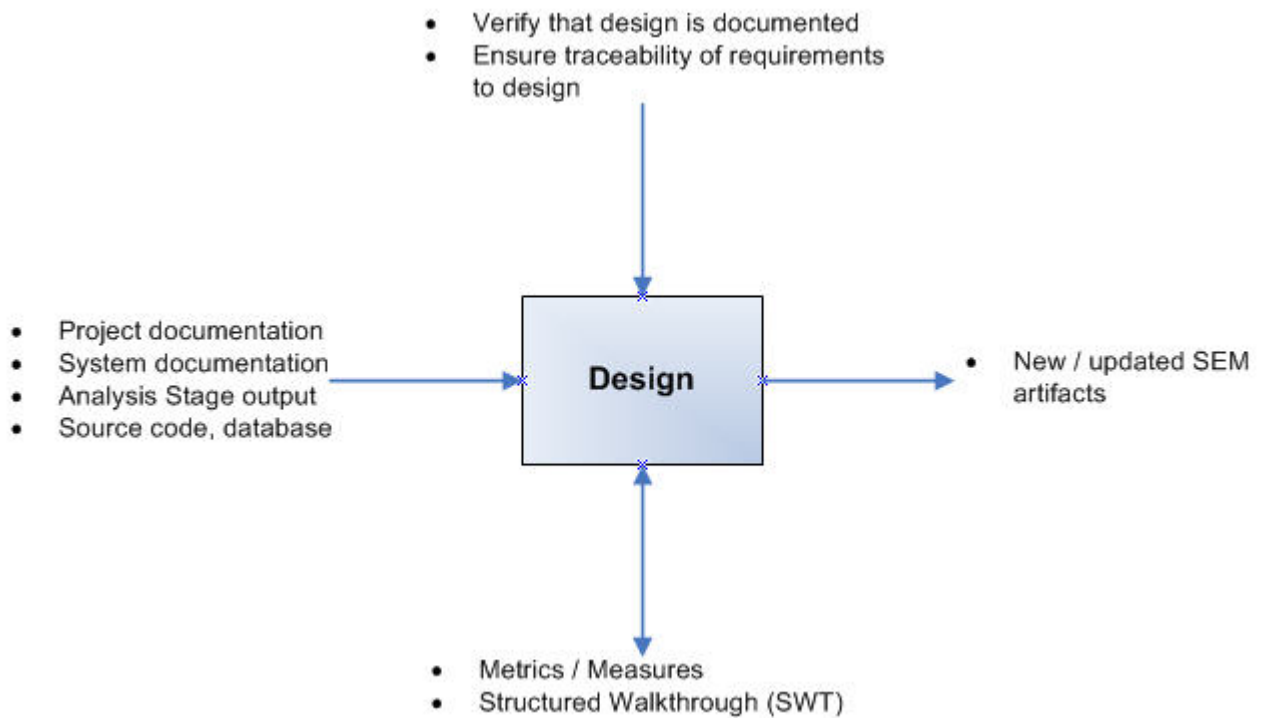 • Verify that design is documented
• Ensure traceability of requirements
to design
• Project documentation
• System documentation
• Analysis Stage output
• Source code, database
Design
• New / updated SEM
artifacts
• Metrics / Measures
• Structured Walkthrough (SWT)